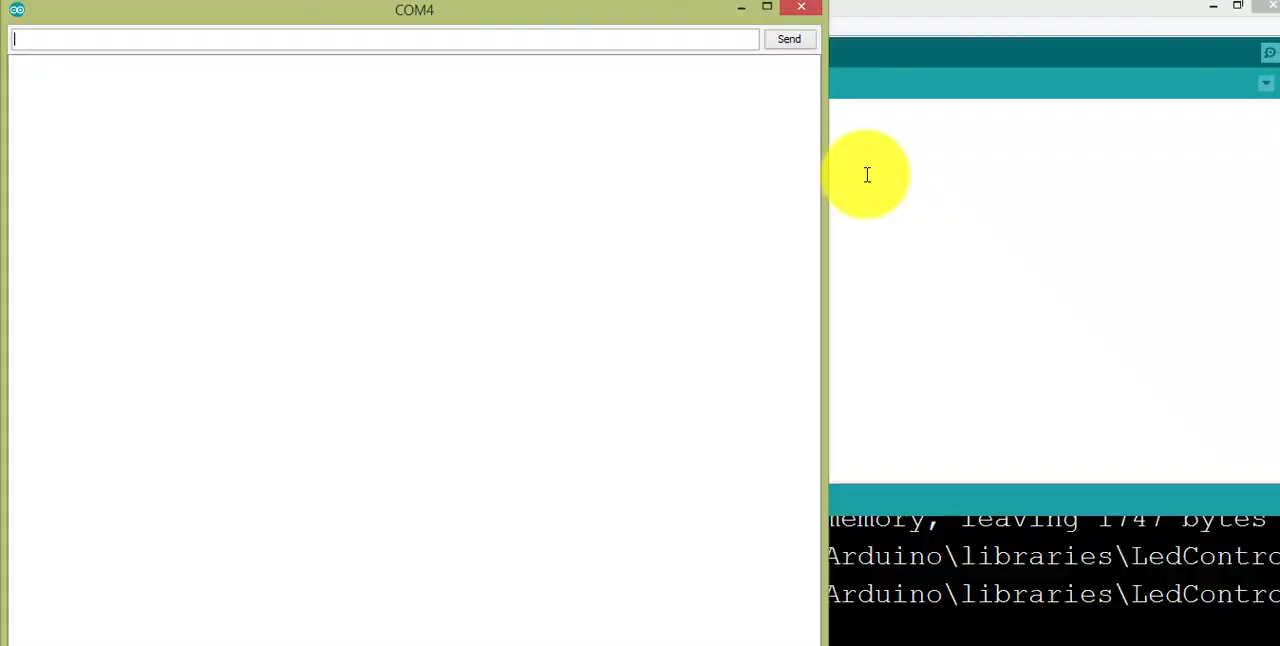 COM4
Send
memory, leaving 1747 bytes
Arduino\libraries\LedContro
Arduino\libraries\LedContro